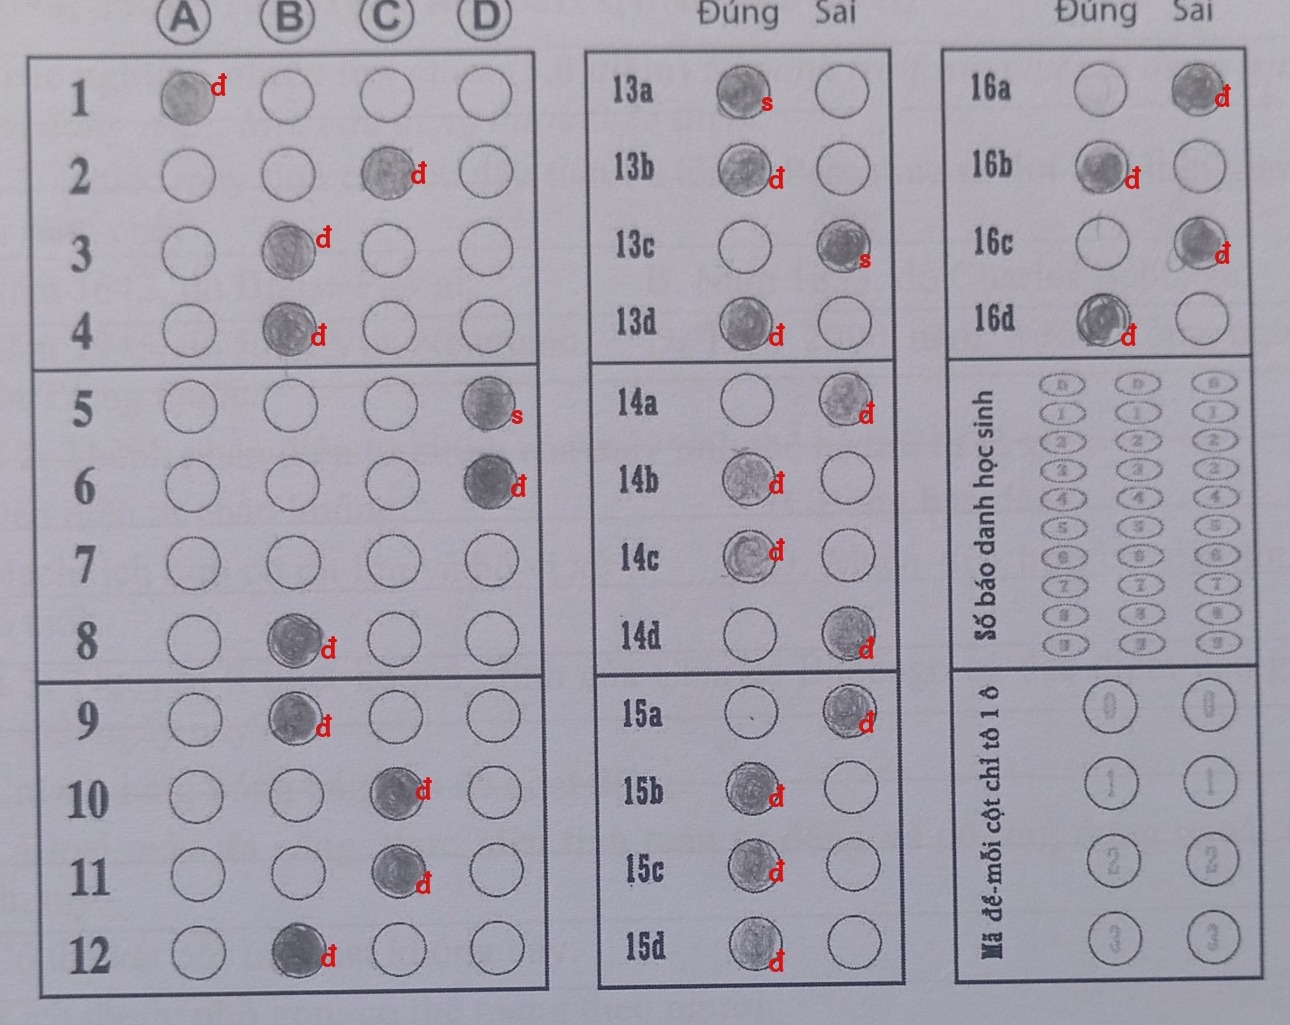 A B C D
1 đ
2 đ
3 đ
4 đ
5 s
6 đ
7
8 đ
9 đ
10 đ
11 đ
12 đ
Đúng Sai
13a s
13b đ
13c s
13d đ
14a đ
14b đ
14c đ
14d đ
15a đ
15b đ
15c đ
15d đ
Đúng Sai
16a đ
16b đ
16c đ
16d đ
Số báo danh học sinh
0 0 0
1 1 1
2 2 2
3 3 3
4 4 4
5 5 5
6 6 6
7 7 7
8 8 8
9 9 9
Mã đề-mỗi cột chỉ tô 1 ô
0 0
1 1
2 2
3 3